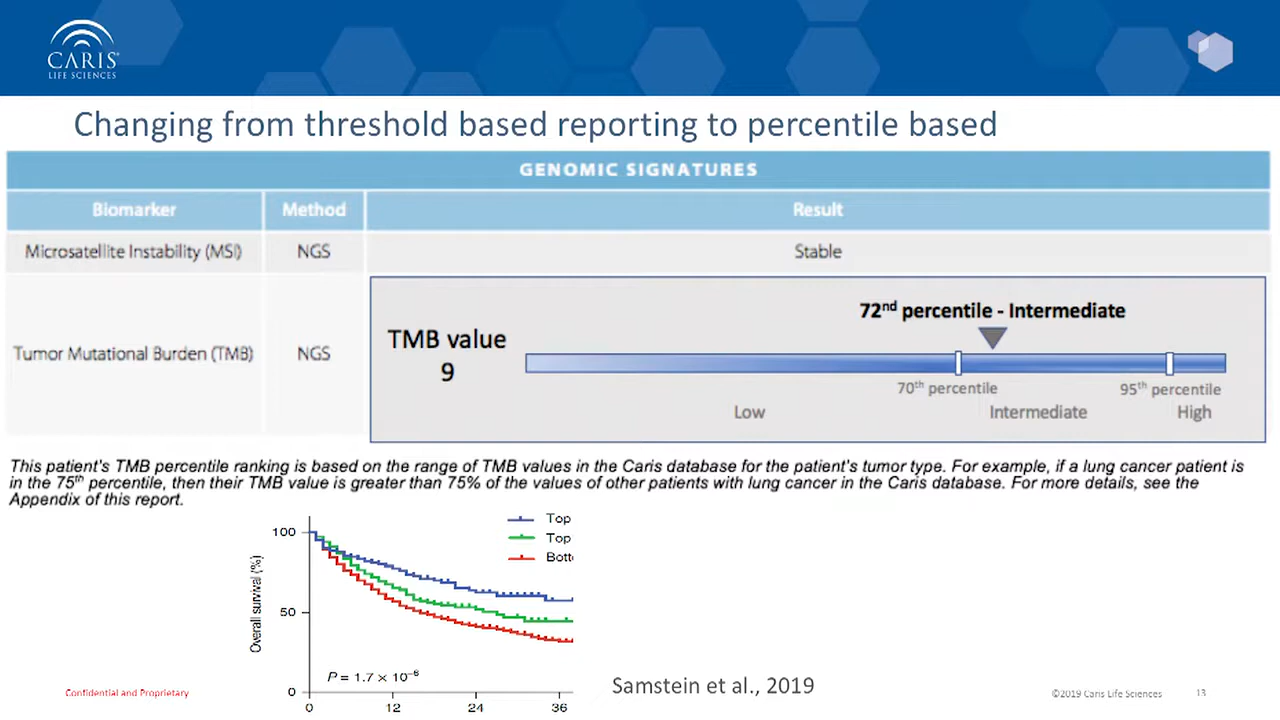 CARIS
LIFE SCIENCES
Changing from threshold based reporting to percentile based
GENOMIC SIGNATURES
Biomarker Method Result
Microsatellite Instability (MSI) NGS Stable
Tumor Mutational Burden (TMB) NGS
TMB value
9
72nd percentile - Intermediate
70th percentile 95th percentile
Low Intermediate High
This patient's TMB percentile ranking is based on the range of TMB values in the Caris database for the patient's tumor type. For example, if a lung cancer patient is
in the 75th percentile, then their TMB value is greater than 75% of the values of other patients with lung cancer in the Caris database. For more details, see the
Appendix of this report.
Top
Top
Bott
100
50
0
Overall survival (%)
P = 1.7 × 10⁻⁶
0 12 24 36
Samstein et al., 2019
Confidential and Proprietary
©2019 Caris Life Sciences 13